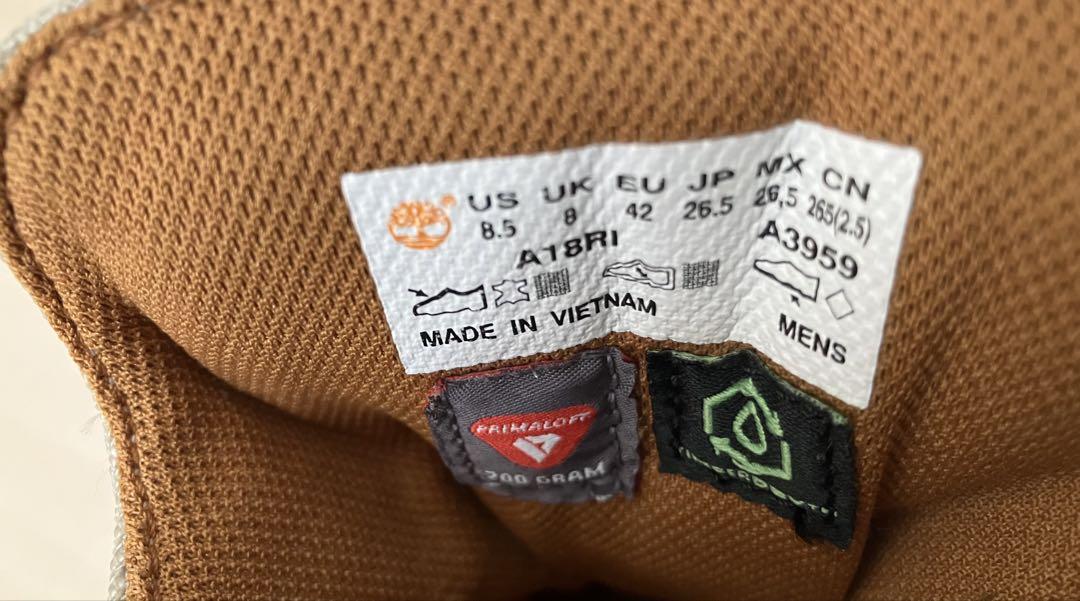 US UK EU JP MX CN
8.5 8 42 26.5 26,5 265(2.5)
A18RI A3959
MADE IN VIETNAM MENS
PRIMALOFT
200 GRAM